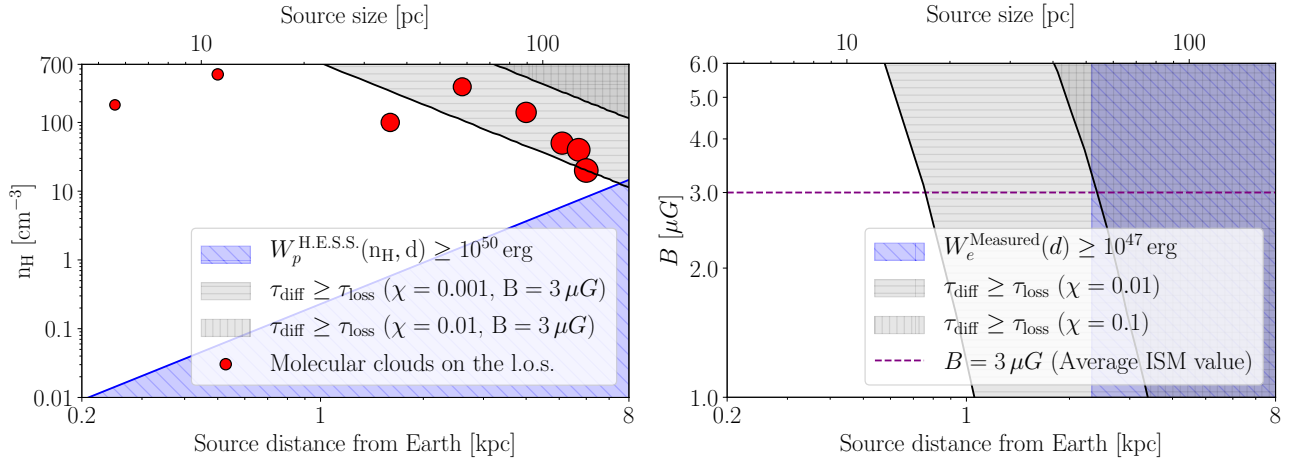 Source size [pc]
10
100
700
100
10
1
0.1
0.01
n_H [cm⁻³]
W_p^{H.E.S.S.}(n_H, d) ≥ 10⁵⁰ erg
τ_diff ≥ τ_loss (χ = 0.001, B = 3 μG)
τ_diff ≥ τ_loss (χ = 0.01, B = 3 μG)
Molecular clouds on the l.o.s.
0.2
1
8
Source distance from Earth [kpc]
Source size [pc]
10
100
6.0
5.0
4.0
3.0
2.0
1.0
B [μG]
W_e^{Measured}(d) ≥ 10⁴⁷ erg
τ_diff ≥ τ_loss (χ = 0.01)
τ_diff ≥ τ_loss (χ = 0.1)
B = 3 μG (Average ISM value)
0.2
1
8
Source distance from Earth [kpc]